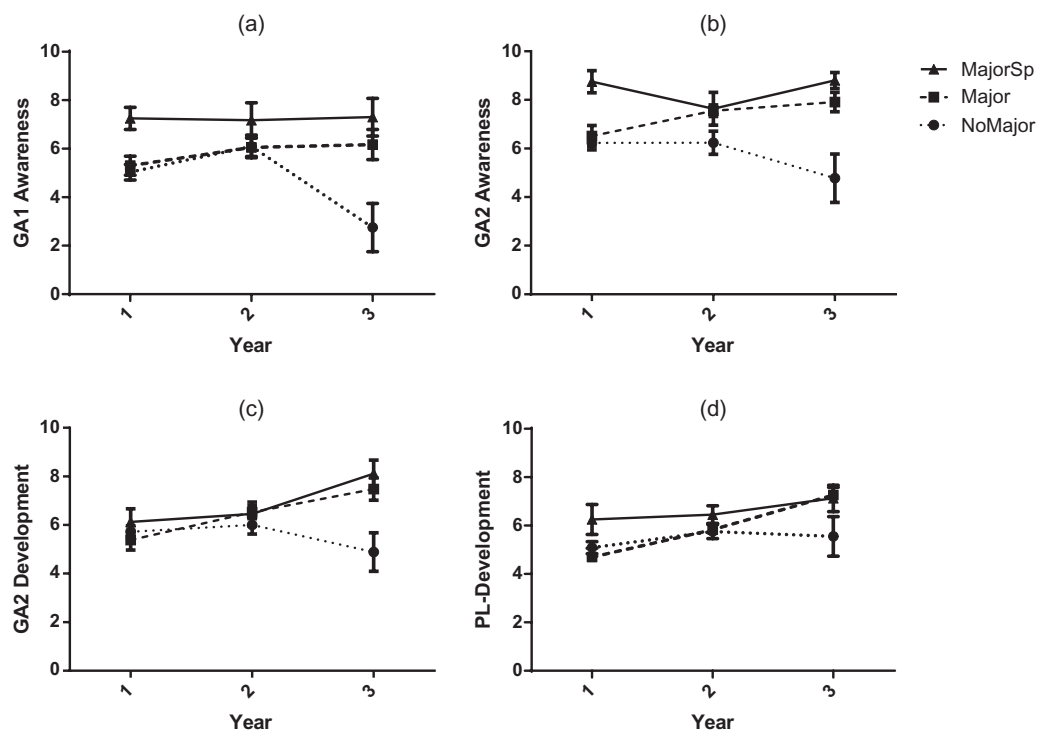 (a)
10
8
6
4
2
0
GA1 Awareness
1 2 3
Year
(b)
10
8
6
4
2
0
GA2 Awareness
1 2 3
Year
MajorSp
Major
NoMajor
(c)
10
8
6
4
2
0
GA2 Development
1 2 3
Year
(d)
10
8
6
4
2
0
PL-Development
1 2 3
Year